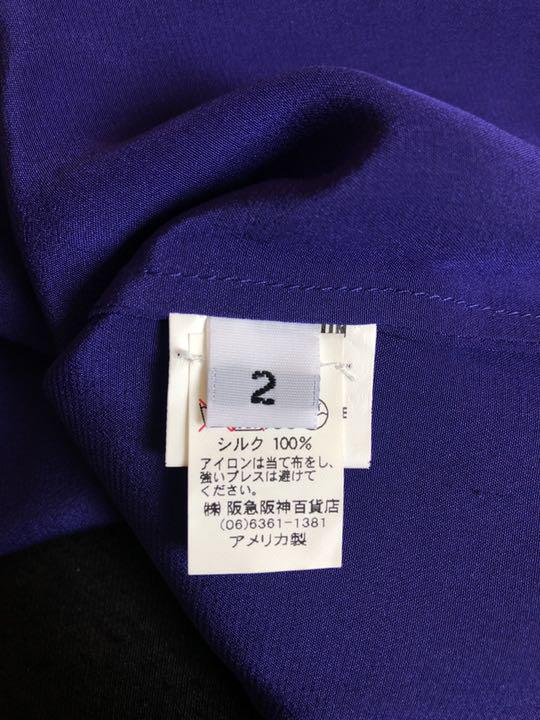 2
E
シルク 100%
アイロンは当て布をし、
強いプレスは避けて
ください。
㈱ 阪急阪神百貨店
(06)6361-1381
アメリカ製